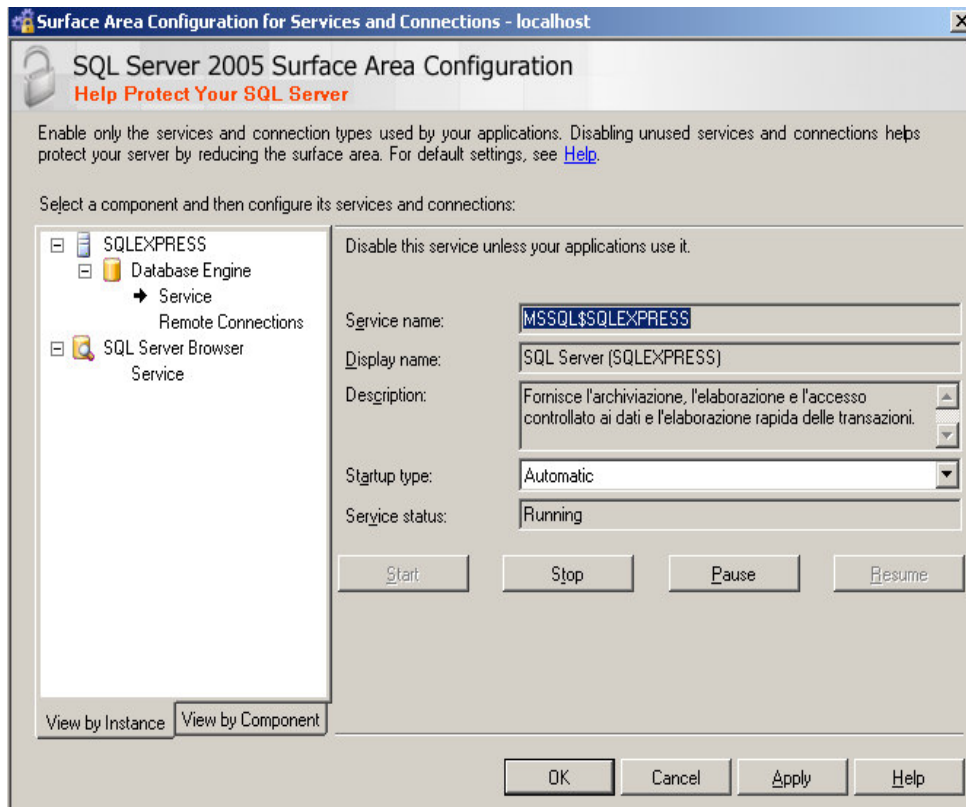 Surface Area Configuration for Services and Connections - localhost
SQL Server 2005 Surface Area Configuration
Help Protect Your SQL Server
Enable only the services and connection types used by your applications. Disabling unused services and connections helps
protect your server by reducing the surface area. For default settings, see Help.
Select a component and then configure its services and connections:
SQLEXPRESS
Database Engine
Service
Remote Connections
SQL Server Browser
Service
View by Instance
View by Component
Disable this service unless your applications use it.
Service name: MSSQL$SQLEXPRESS
Display name: SQL Server (SQLEXPRESS)
Description: Fornisce l'archiviazione, l'elaborazione e l'accesso
controllato ai dati e l'elaborazione rapida delle transazioni.
Startup type: Automatic
Service status: Running
Start Stop Pause Resume
OK Cancel Apply Help